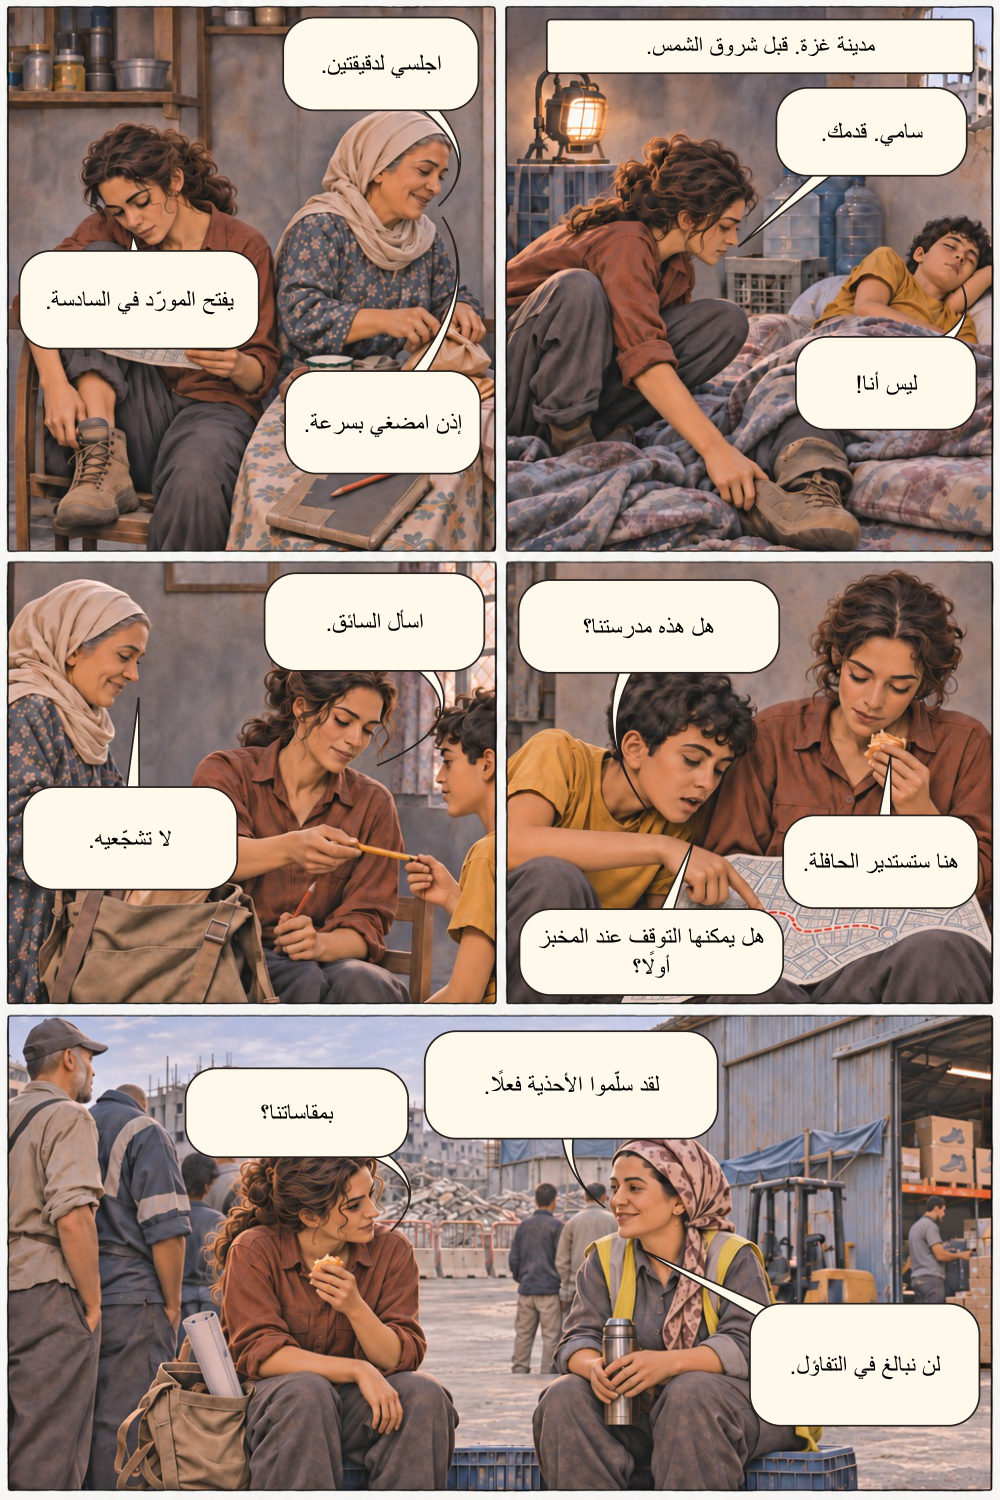 مدينة غزة. قبل شروق الشمس.
سامي. قدمك.
ليس أنا!
اجلسي لدقيقتين.
يفتح المورّد في السادسة.
إذن امضغي بسرعة.
هل هذه مدرستنا؟
هنا ستستدير الحافلة.
هل يمكنها التوقف عند المخبز
أولًا؟
اسأل السائق.
لا تشجّعيه.
لقد سلّموا الأحذية فعلًا.
بمقاساتنا؟
لن نبالغ في التفاؤل.